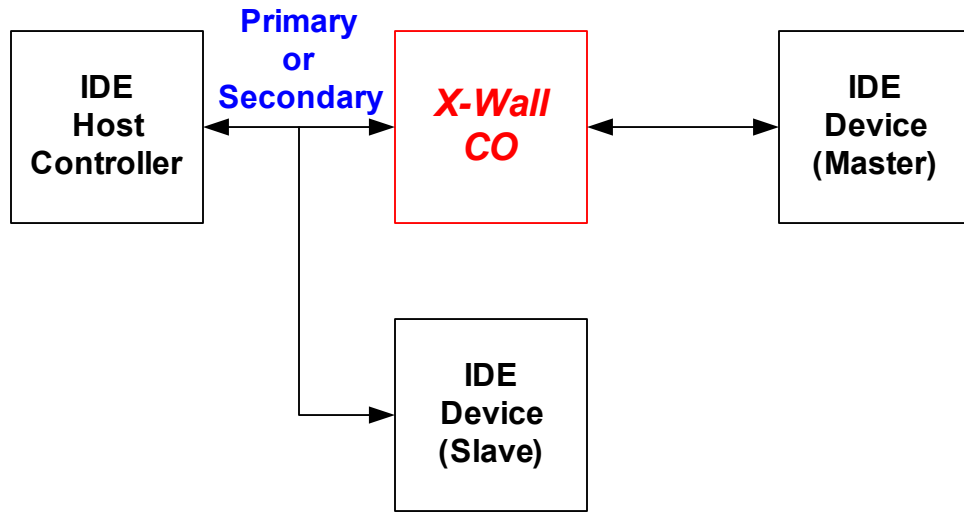 Primary
or
Secondary
IDE
Host
Controller
X-Wall
CO
IDE
Device
(Master)
IDE
Device
(Slave)